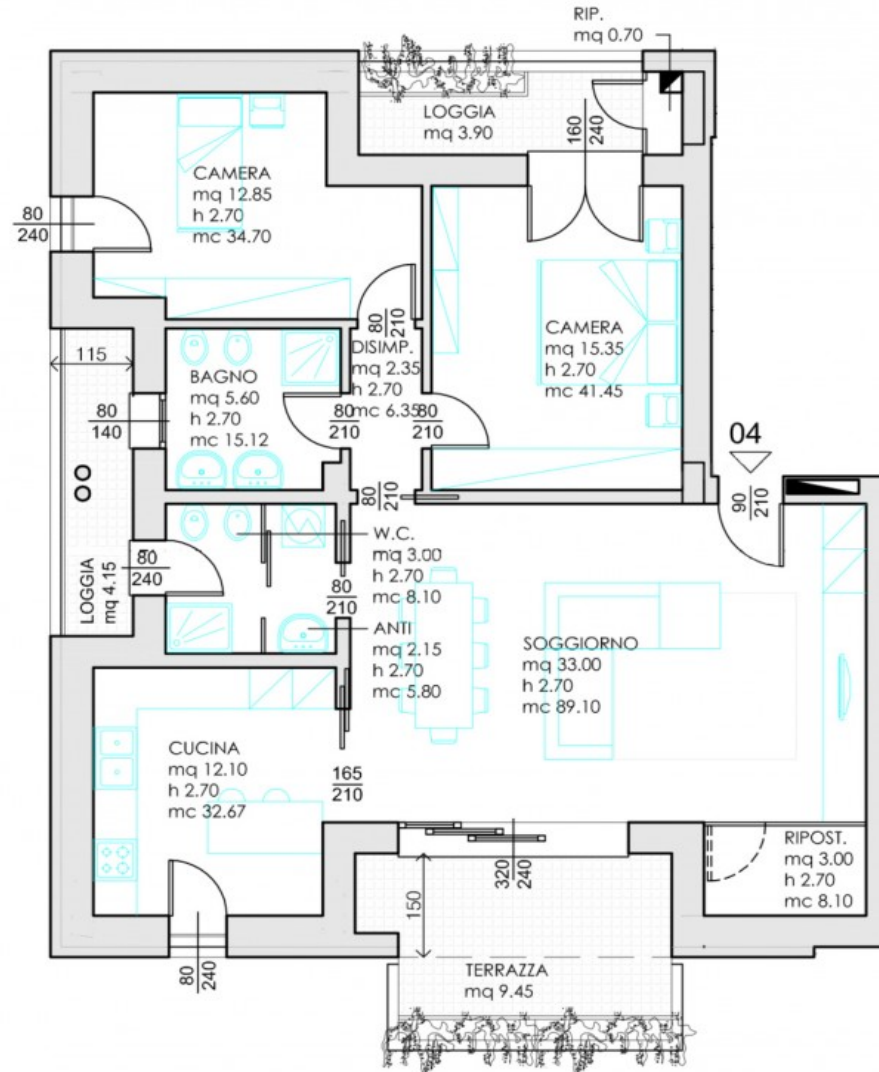 RIP.
mq 0.70
LOGGIA
mq 3.90
160
240
CAMERA
mq 12.85
h 2.70
mc 34.70
80
240
80
210
CAMERA
mq 15.35
h 2.70
mc 41.45
DISIMP.
mq 2.35
h 2.70
mc 6.35
115
BAGNO
mq 5.60
h 2.70
mc 15.12
80
140
80
210
80
210
04
90
210
80
210
W.C.
mq 3.00
h 2.70
mc 8.10
80
240
LOGGIA
mq 4.15
80
210
ANTI
mq 2.15
h 2.70
mc 5.80
SOGGIORNO
mq 33.00
h 2.70
mc 89.10
CUCINA
mq 12.10
h 2.70
mc 32.67
165
210
RIPOST.
mq 3.00
h 2.70
mc 8.10
320
240
150
80
240
TERRAZZA
mq 9.45